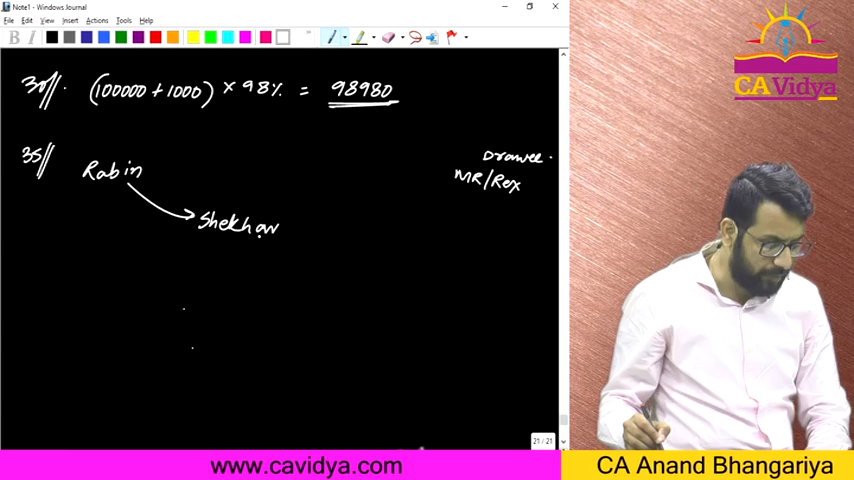 Note1 - Windows Journal
File Edit View Insert Actions Tools Help
B I
30//. (100000 + 1000) × 98% = 98980
35//
Rabin
Drawee.
MR/Rex
Shekhar
CA Vidya
21 / 21
www.cavidya.com
CA Anand Bhangariya